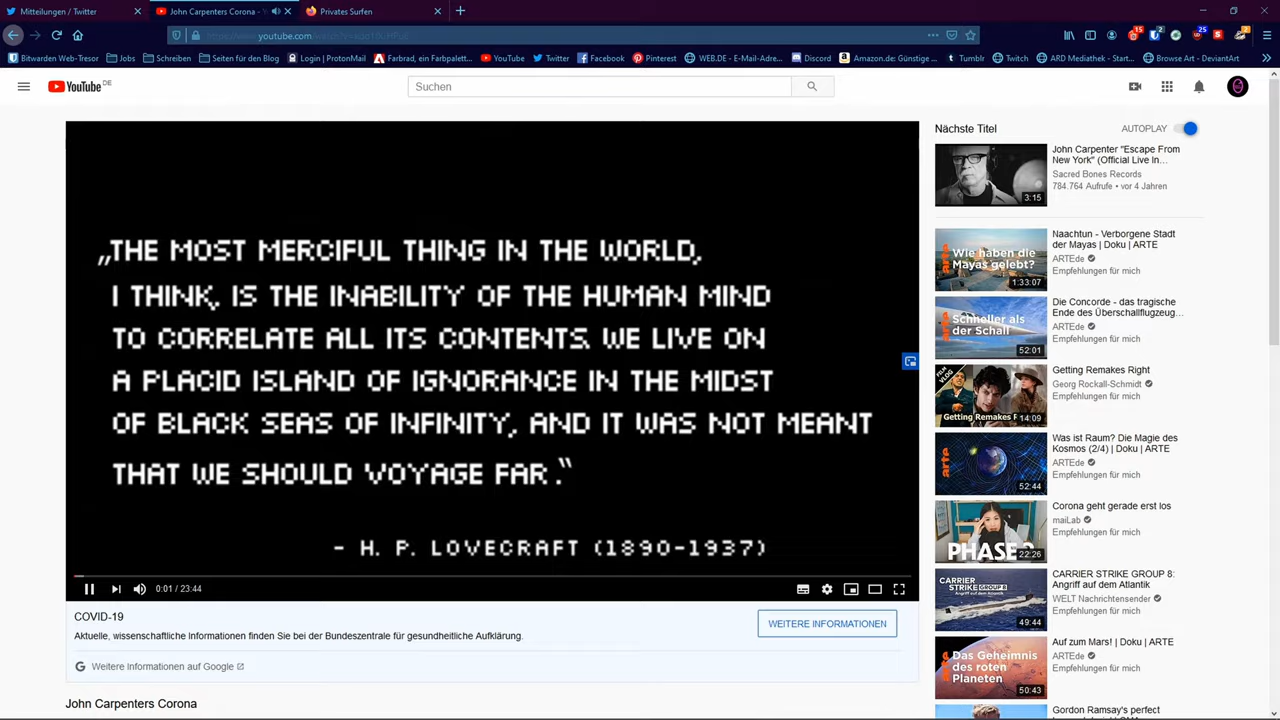 Mitteilungen / Twitter
John Carpenters Corona -
Privates Surfen
youtube.com
15
25
Bitwarden Web-Tresor
Jobs
Schreiben
Seiten für den Blog
Login | ProtonMail
Farbrad, ein Farbpalett...
YouTube
Twitter
Facebook
Pinterest
WEB.DE - E-Mail-Adre...
Discord
Amazon.de: Günstige ...
Tumblr
Twitch
ARD Mediathek - Start...
Browse Art - DeviantArt
YouTube DE
Suchen
„THE MOST MERCIFUL THING IN THE WORLD,
I THINK, IS THE INABILITY OF THE HUMAN MIND
TO CORRELATE ALL ITS CONTENTS. WE LIVE ON
A PLACID ISLAND OF IGNORANCE IN THE MIDST
OF BLACK SEAS OF INFINITY, AND IT WAS NOT MEANT
THAT WE SHOULD VOYAGE FAR.“
- H. P. LOVECRAFT (1890-1937)
0:01 / 23:44
COVID-19
Aktuelle, wissenschaftliche Informationen finden Sie bei der Bundeszentrale für gesundheitliche Aufklärung.
WEITERE INFORMATIONEN
Weitere Informationen auf Google
John Carpenters Corona
Nächste Titel
AUTOPLAY
3:15
John Carpenter "Escape From
New York" (Official Live In...
Sacred Bones Records
784.764 Aufrufe • vor 4 Jahren
arte
Wie haben die
Mayas gelebt?
1:33:07
Naachtun - Verborgene Stadt
der Mayas | Doku | ARTE
ARTEde
Empfehlungen für mich
arte
Schneller als
der Schall
52:01
Die Concorde - das tragische
Ende des Überschallflugzeug...
ARTEde
Empfehlungen für mich
FILM
VLOG
Getting Remakes R
14:09
Getting Remakes Right
Georg Rockall-Schmidt
Empfehlungen für mich
arte
52:44
Was ist Raum? Die Magie des
Kosmos (2/4) | Doku | ARTE
ARTEde
Empfehlungen für mich
PHASE
22:26
Corona geht gerade erst los
maiLab
Empfehlungen für mich
CARRIER
STRIKE GROUP 8
Angriff auf dem Atlantik
49:44
CARRIER STRIKE GROUP 8:
Angriff auf dem Atlantik
WELT Nachrichtensender
Empfehlungen für mich
arte
Das Geheimnis
des roten
Planeten
50:43
Auf zum Mars! | Doku | ARTE
ARTEde
Empfehlungen für mich
Gordon Ramsay's perfect